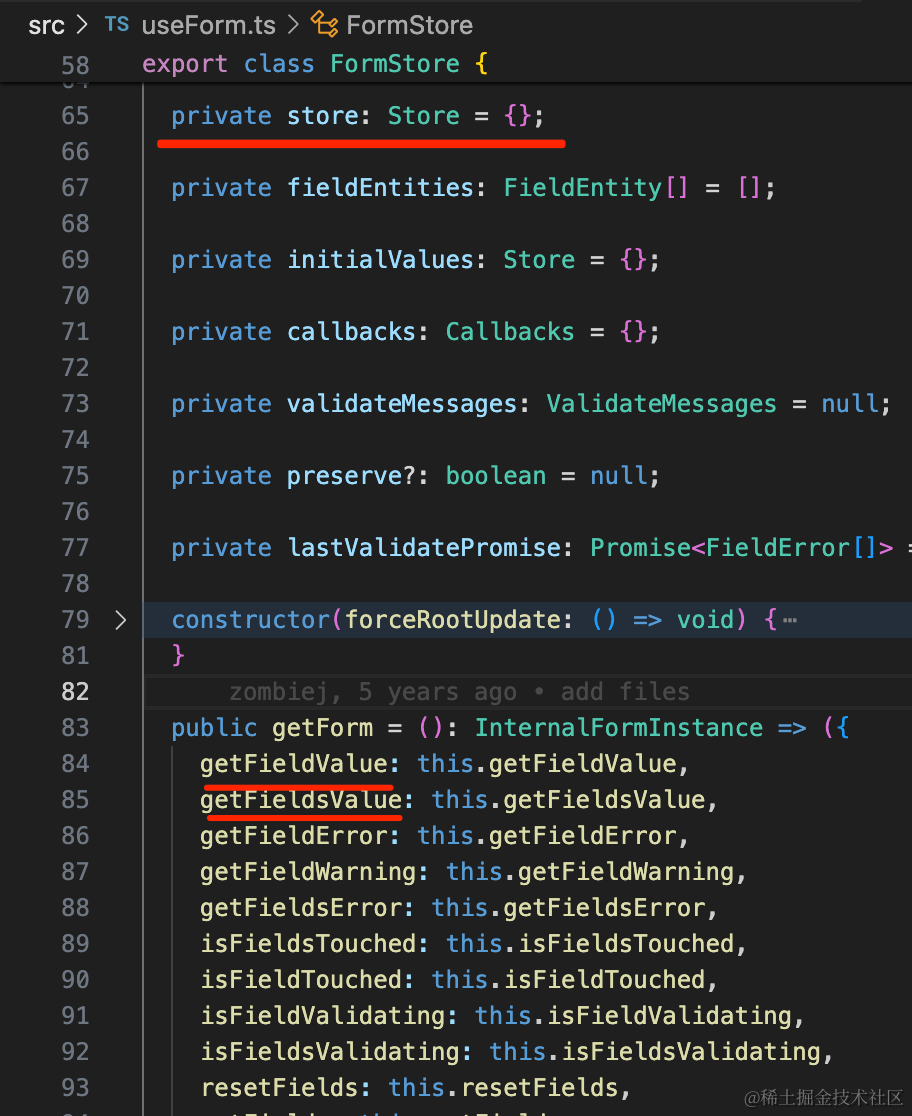 src > TS useForm.ts > FormStore
58 export class FormStore {
65 private store: Store = {};
66
67 private fieldEntities: FieldEntity[] = [];
68
69 private initialValues: Store = {};
70
71 private callbacks: Callbacks = {};
72
73 private validateMessages: ValidateMessages = null;
74
75 private preserve?: boolean = null;
76
77 private lastValidatePromise: Promise<FieldError[]> =
78
79 > constructor(forceRootUpdate: () => void) {⋯
81 }
82 zombiej, 5 years ago • add files
83 public getForm = (): InternalFormInstance => ({
84 getFieldValue: this.getFieldValue,
85 getFieldsValue: this.getFieldsValue,
86 getFieldError: this.getFieldError,
87 getFieldWarning: this.getFieldWarning,
88 getFieldsError: this.getFieldsError,
89 isFieldsTouched: this.isFieldsTouched,
90 isFieldTouched: this.isFieldTouched,
91 isFieldValidating: this.isFieldValidating,
92 isFieldsValidating: this.isFieldsValidating,
93 resetFields: this.resetFields,
@稀土掘金技术社区